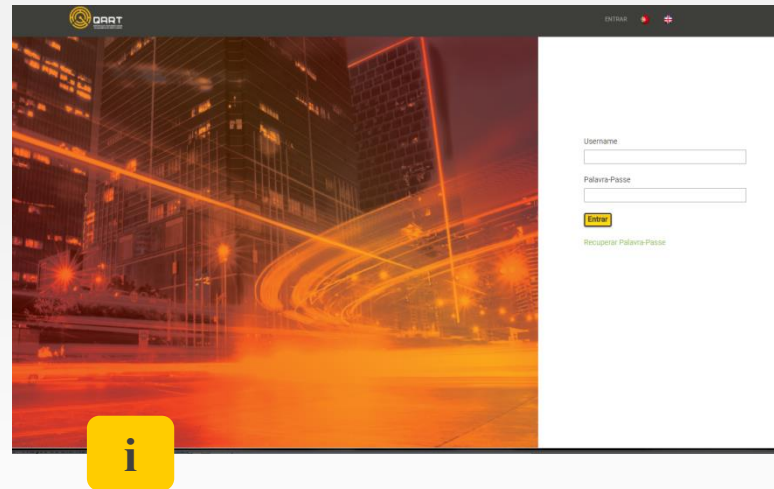 QART
ENTRAR
Username
Palavra-Passe
Entrar
Recuperar Palavra-Passe
i